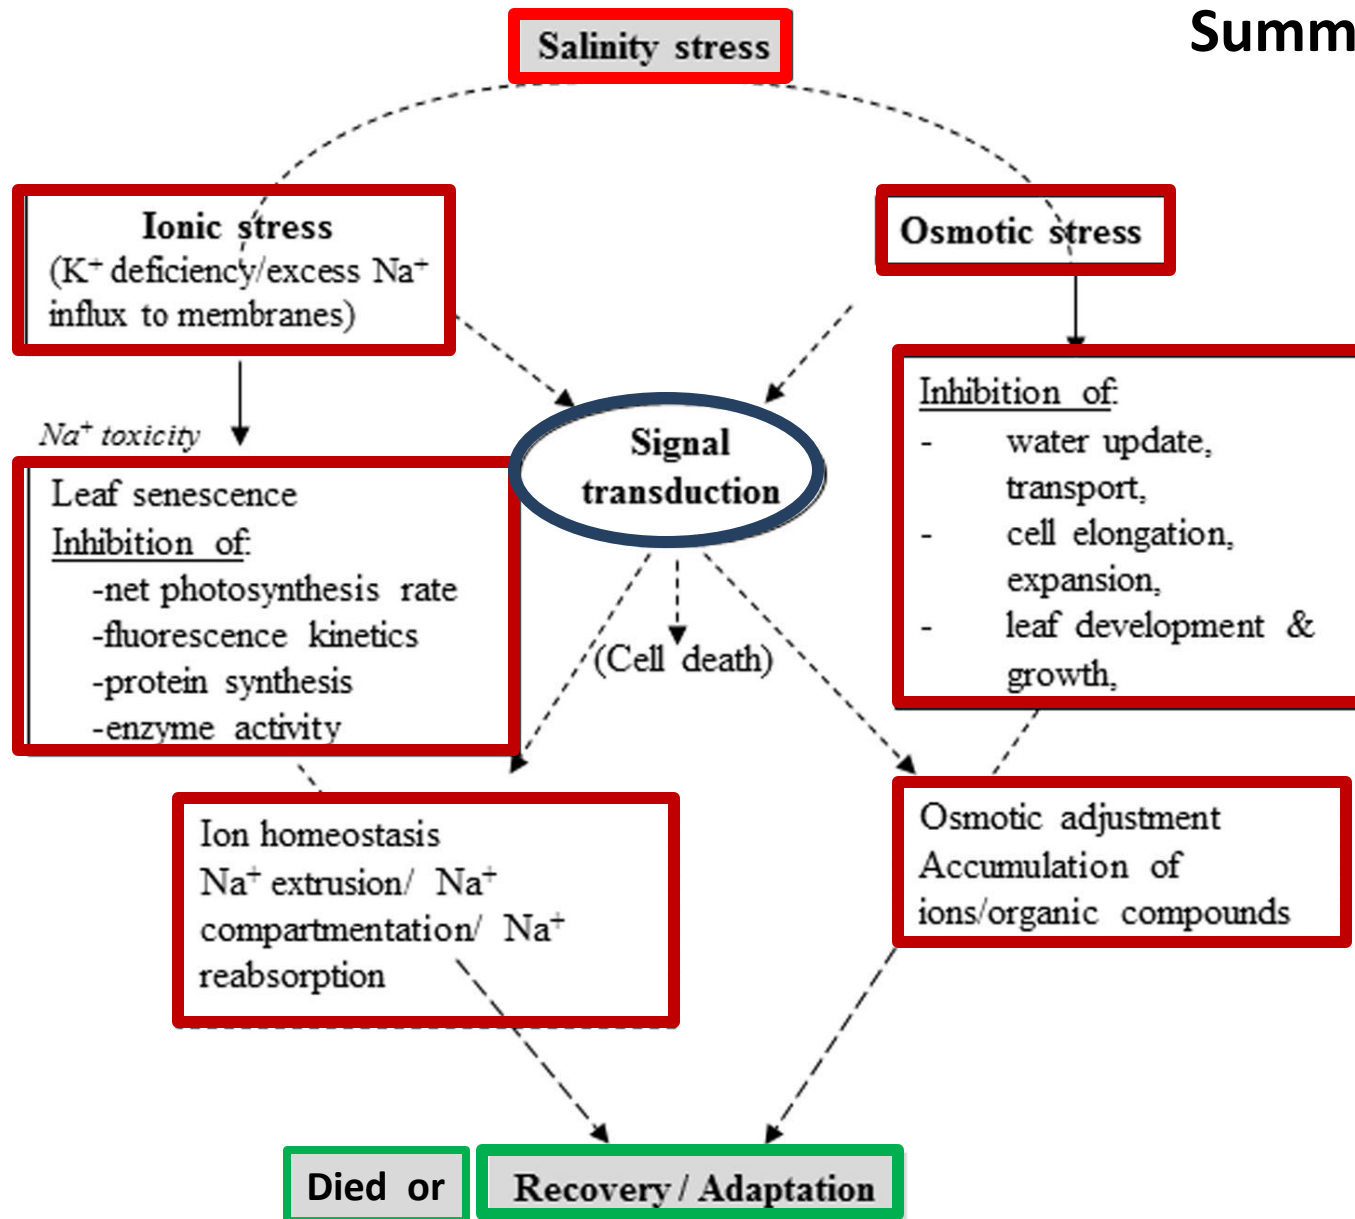 Summ
Salinity stress
Ionic stress
(K⁺ deficiency/excess Na⁺
influx to membranes)
Osmotic stress
Na⁺ toxicity
Leaf senescence
Inhibition of:
-net photosynthesis rate
-fluorescence kinetics
-protein synthesis
-enzyme activity
Signal
transduction
(Cell death)
Inhibition of:
- water update,
transport,
- cell elongation,
expansion,
- leaf development &
growth,
Ion homeostasis
Na⁺ extrusion/ Na⁺
compartmentation/ Na⁺
reabsorption
Osmotic adjustment
Accumulation of
ions/organic compounds
Died or
Recovery / Adaptation